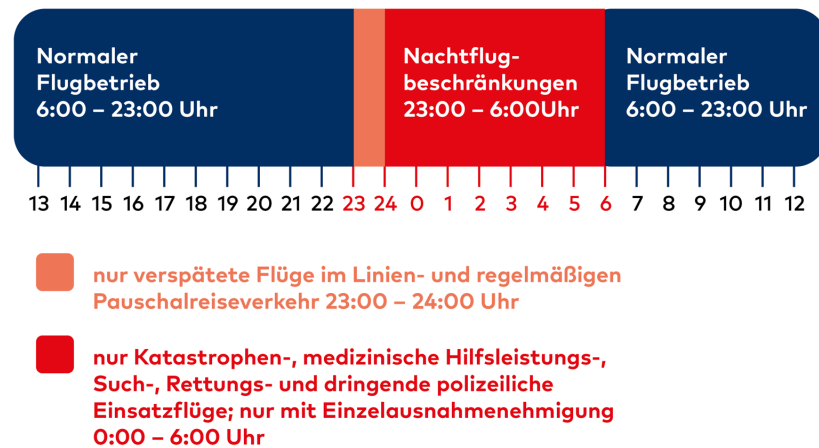 Normaler
Flugbetrieb
6:00 – 23:00 Uhr
Nachtflug-
beschränkungen
23:00 – 6:00Uhr
Normaler
Flugbetrieb
6:00 – 23:00 Uhr
13 14 15 16 17 18 19 20 21 22 23 24 0 1 2 3 4 5 6 7 8 9 10 11 12
nur verspätete Flüge im Linien- und regelmäßigen
Pauschalreiseverkehr 23:00 – 24:00 Uhr
nur Katastrophen-, medizinische Hilfsleistungs-,
Such-, Rettungs- und dringende polizeiliche
Einsatzflüge; nur mit Einzelausnahmenehmigung
0:00 – 6:00 Uhr